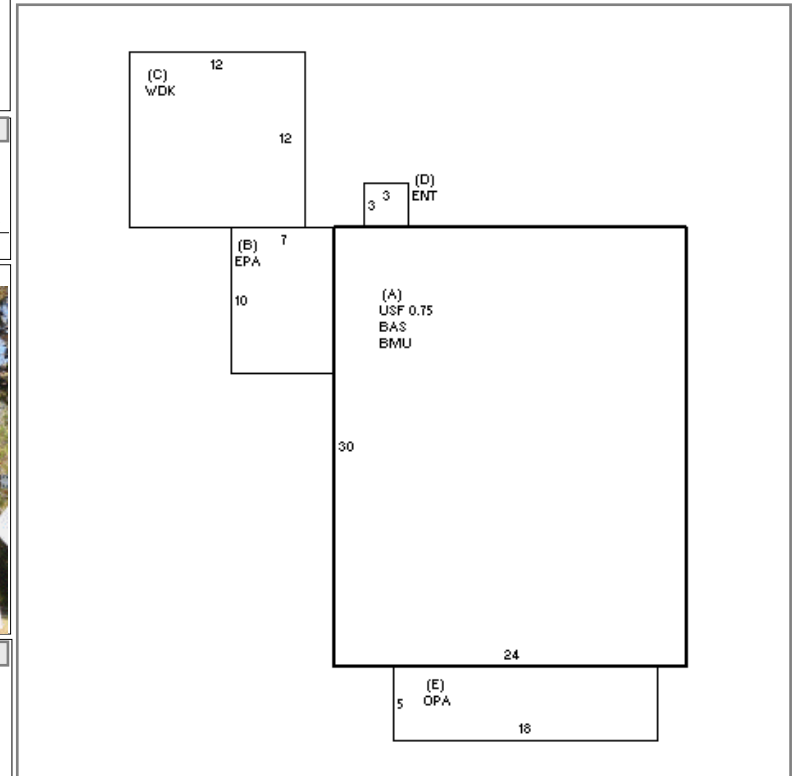 12
(C)
WDK
12
(D)
3
ENT
3
7
(B)
EPA
10
(A)
USF 0.75
BAS
BMU
30
24
(E)
5
OPA
18